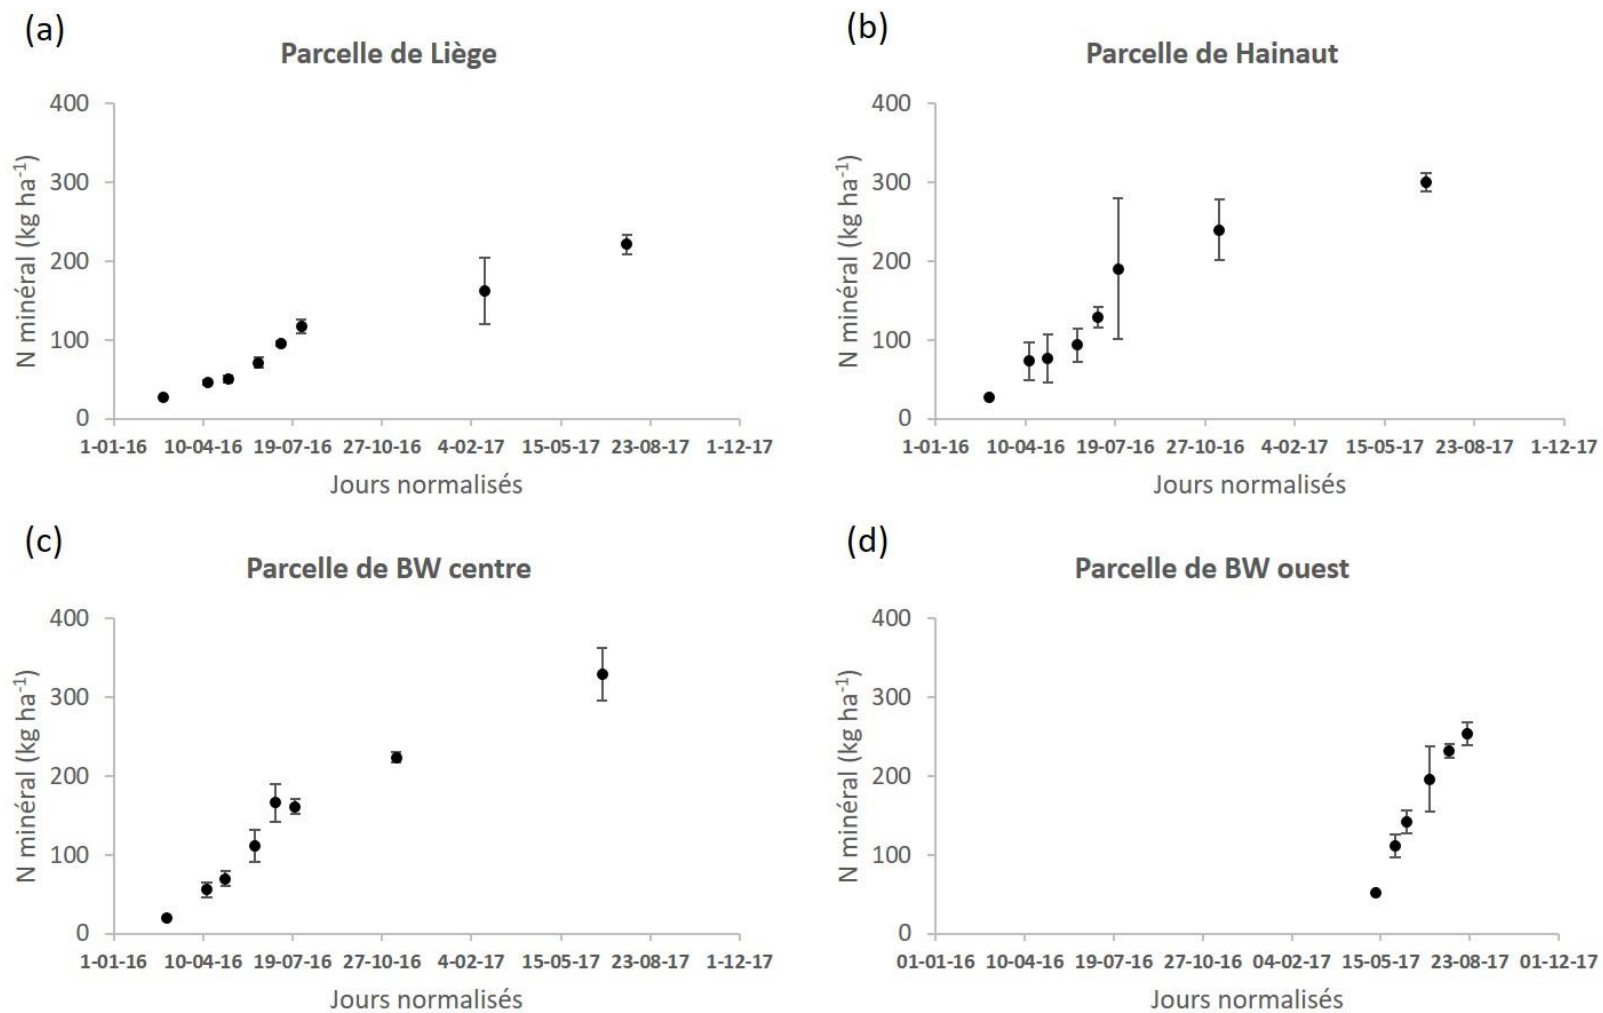 (a)
Parcelle de Liège
400
300
200
100
0
N minéral (kg ha⁻¹)
1-01-16 10-04-16 19-07-16 27-10-16 4-02-17 15-05-17 23-08-17 1-12-17
Jours normalisés
(b)
Parcelle de Hainaut
400
300
200
100
0
N minéral (kg ha⁻¹)
1-01-16 10-04-16 19-07-16 27-10-16 4-02-17 15-05-17 23-08-17 1-12-17
Jours normalisés
(c)
Parcelle de BW centre
400
300
200
100
0
N minéral (kg ha⁻¹)
1-01-16 10-04-16 19-07-16 27-10-16 4-02-17 15-05-17 23-08-17 1-12-17
Jours normalisés
(d)
Parcelle de BW ouest
400
300
200
100
0
N minéral (kg ha⁻¹)
01-01-16 10-04-16 19-07-16 27-10-16 04-02-17 15-05-17 23-08-17 01-12-17
Jours normalisés